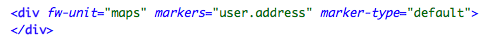 <div fw-unit="maps" markers="user.address" marker-type="default">
</div>